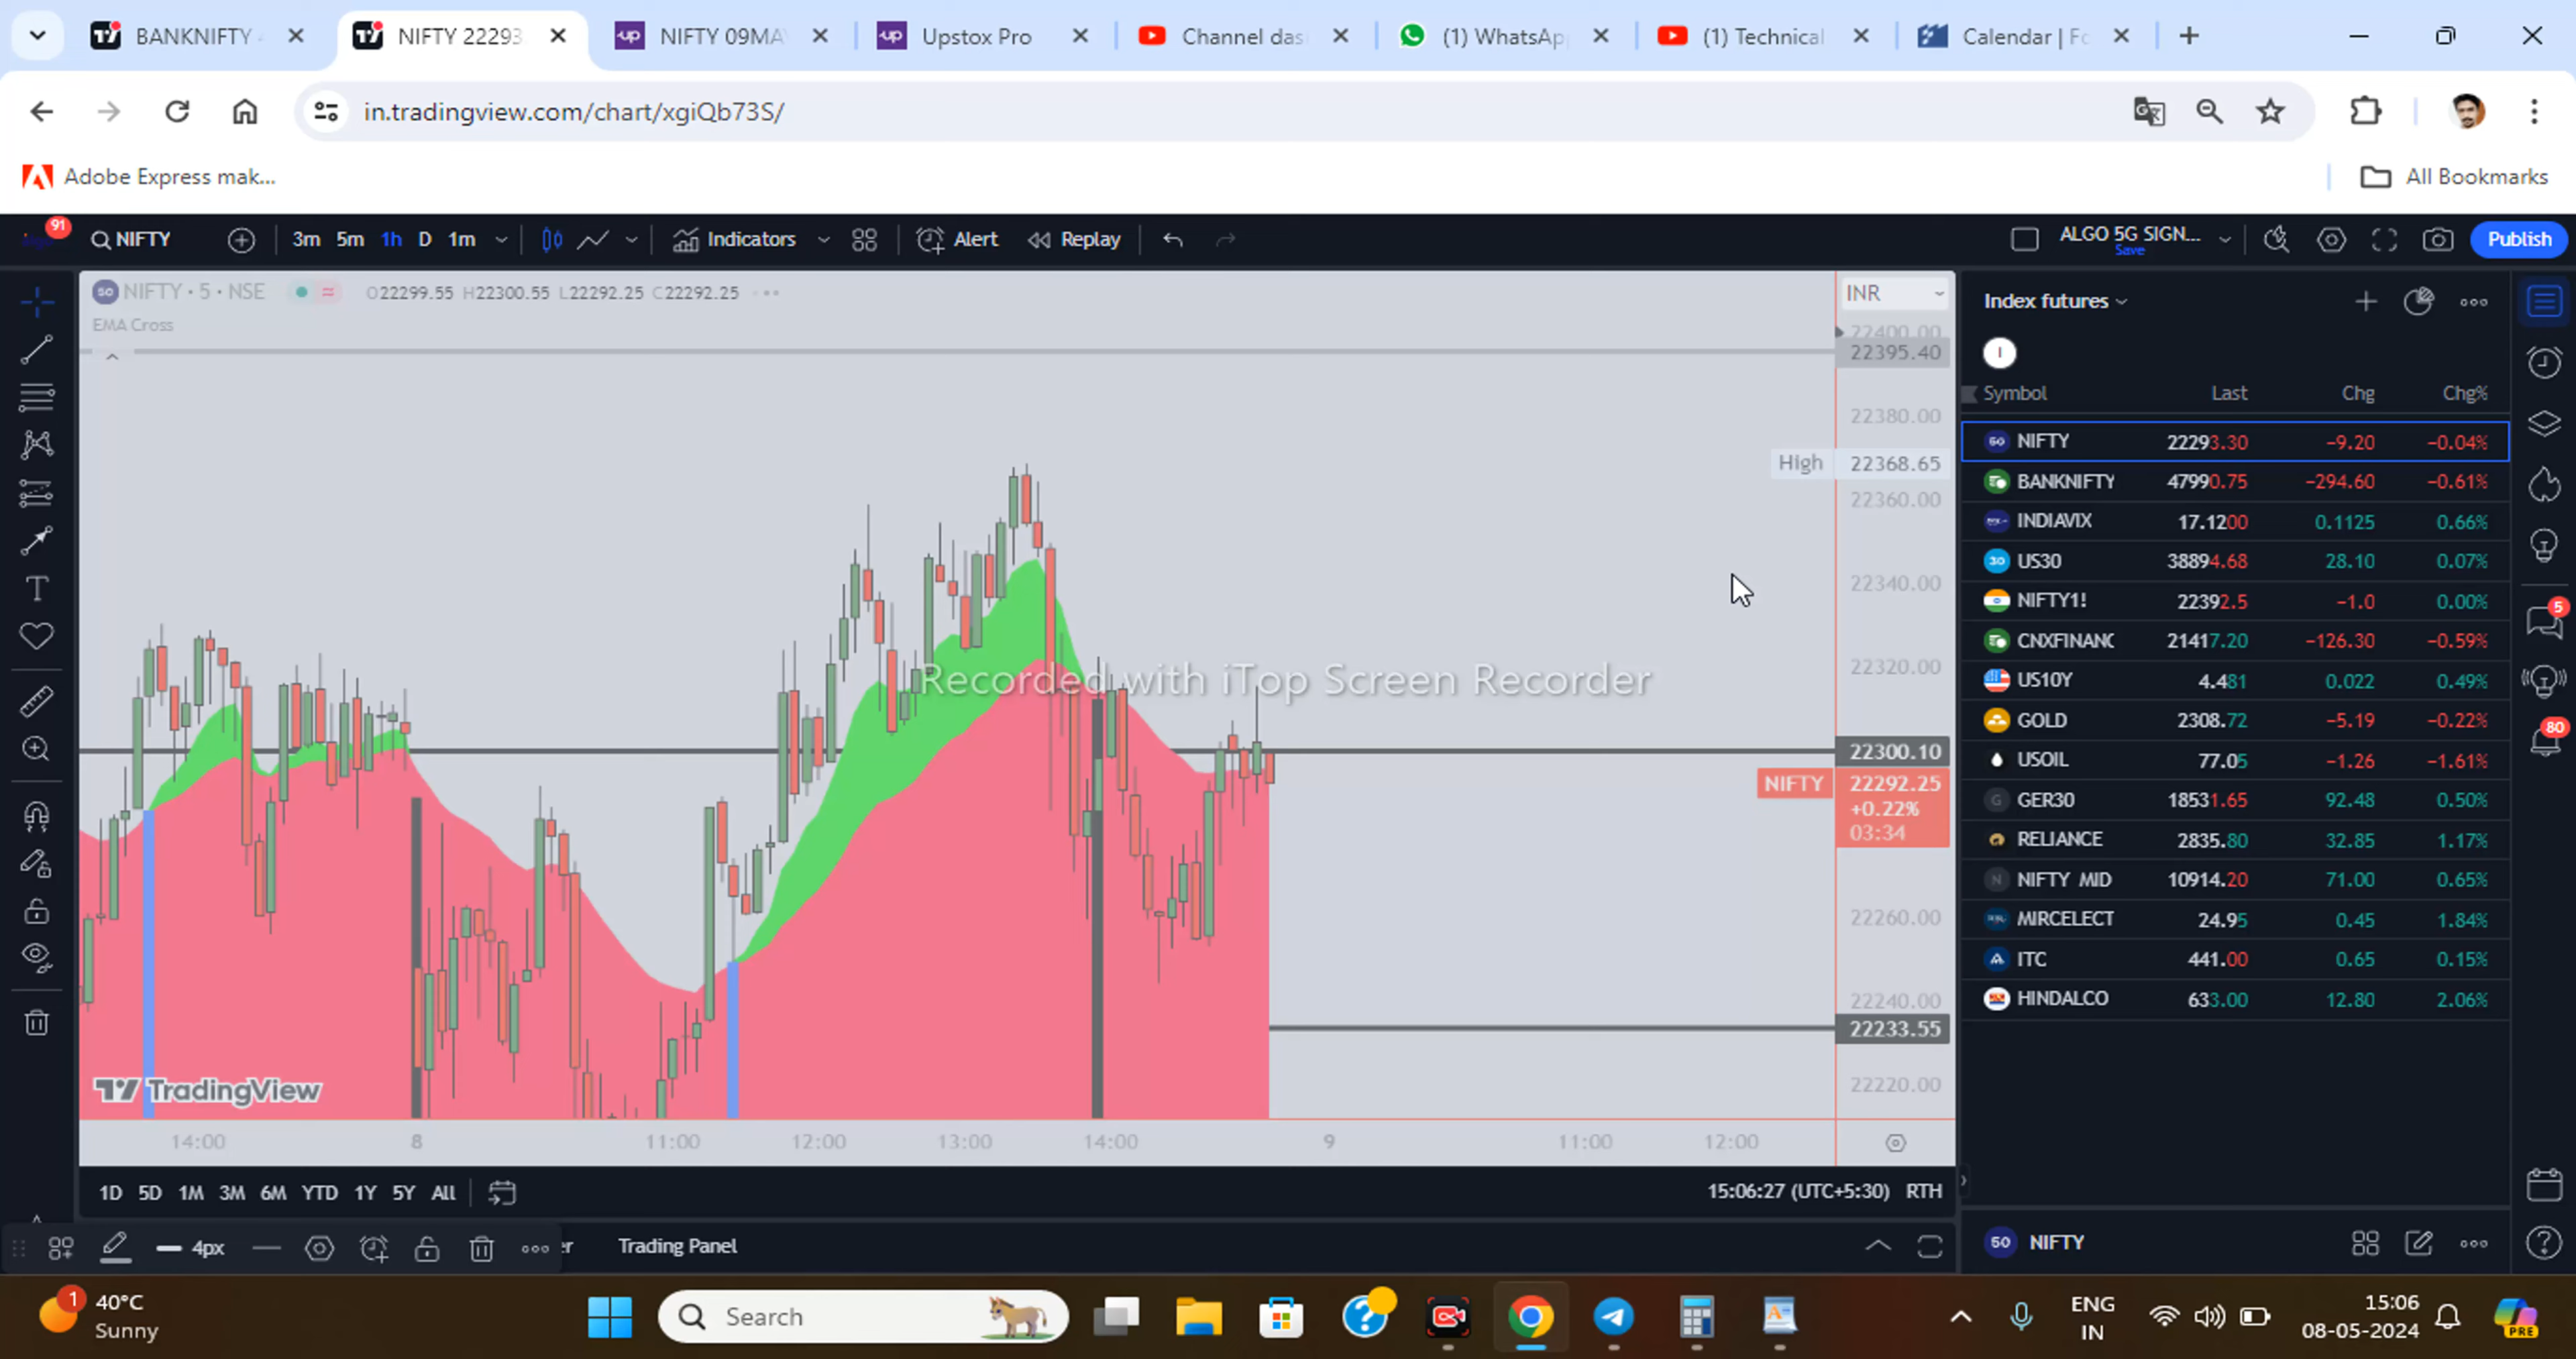 BANKNIFTY
NIFTY 22293
NIFTY 09MA
Upstox Pro
Channel das
(1) WhatsAp
(1) Technical
Calendar | Fo
in.tradingview.com/chart/xgiQb73S/
Adobe Express mak...
All Bookmarks
91
NIFTY
3m 5m 1h D 1m
Indicators
Alert
Replay
ALGO 5G SIGN...
Save
Publish
NIFTY · 5 · NSE
O22299.55 H22300.55 L22292.25 C22292.25
EMA Cross
INR
22400.00
22395.40
22380.00
High 22368.65
22360.00
22340.00
22320.00
Recorded with iTop Screen Recorder
22300.10
NIFTY 22292.25
+0.22%
03:34
22260.00
22240.00
22233.55
22220.00
TradingView
14:00 8 11:00 12:00 13:00 14:00 9 11:00 12:00
1D 5D 1M 3M 6M YTD 1Y 5Y All
15:06:27 (UTC+5:30) RTH
4px
Trading Panel
Index futures
I
Symbol Last Chg Chg%
50 NIFTY 22293.30 −9.20 −0.04%
BANKNIFTY 47990.75 −294.60 −0.61%
INDIAVIX 17.1200 0.1125 0.66%
30 US30 38894.68 28.10 0.07%
NIFTY1! 22392.5 −1.0 0.00%
CNXFINANC 21417.20 −126.30 −0.59%
US10Y 4.481 0.022 0.49%
GOLD 2308.72 −5.19 −0.22%
USOIL 77.05 −1.26 −1.61%
G GER30 18531.65 92.48 0.50%
RELIANCE 2835.80 32.85 1.17%
N NIFTY MID 10914.20 71.00 0.65%
MIRCELECT 24.95 0.45 1.84%
ITC 441.00 0.65 0.15%
HINDALCO 633.00 12.80 2.06%
5
80
50 NIFTY
1
40°C
Sunny
Search
ENG
IN
15:06
08-05-2024
PRE